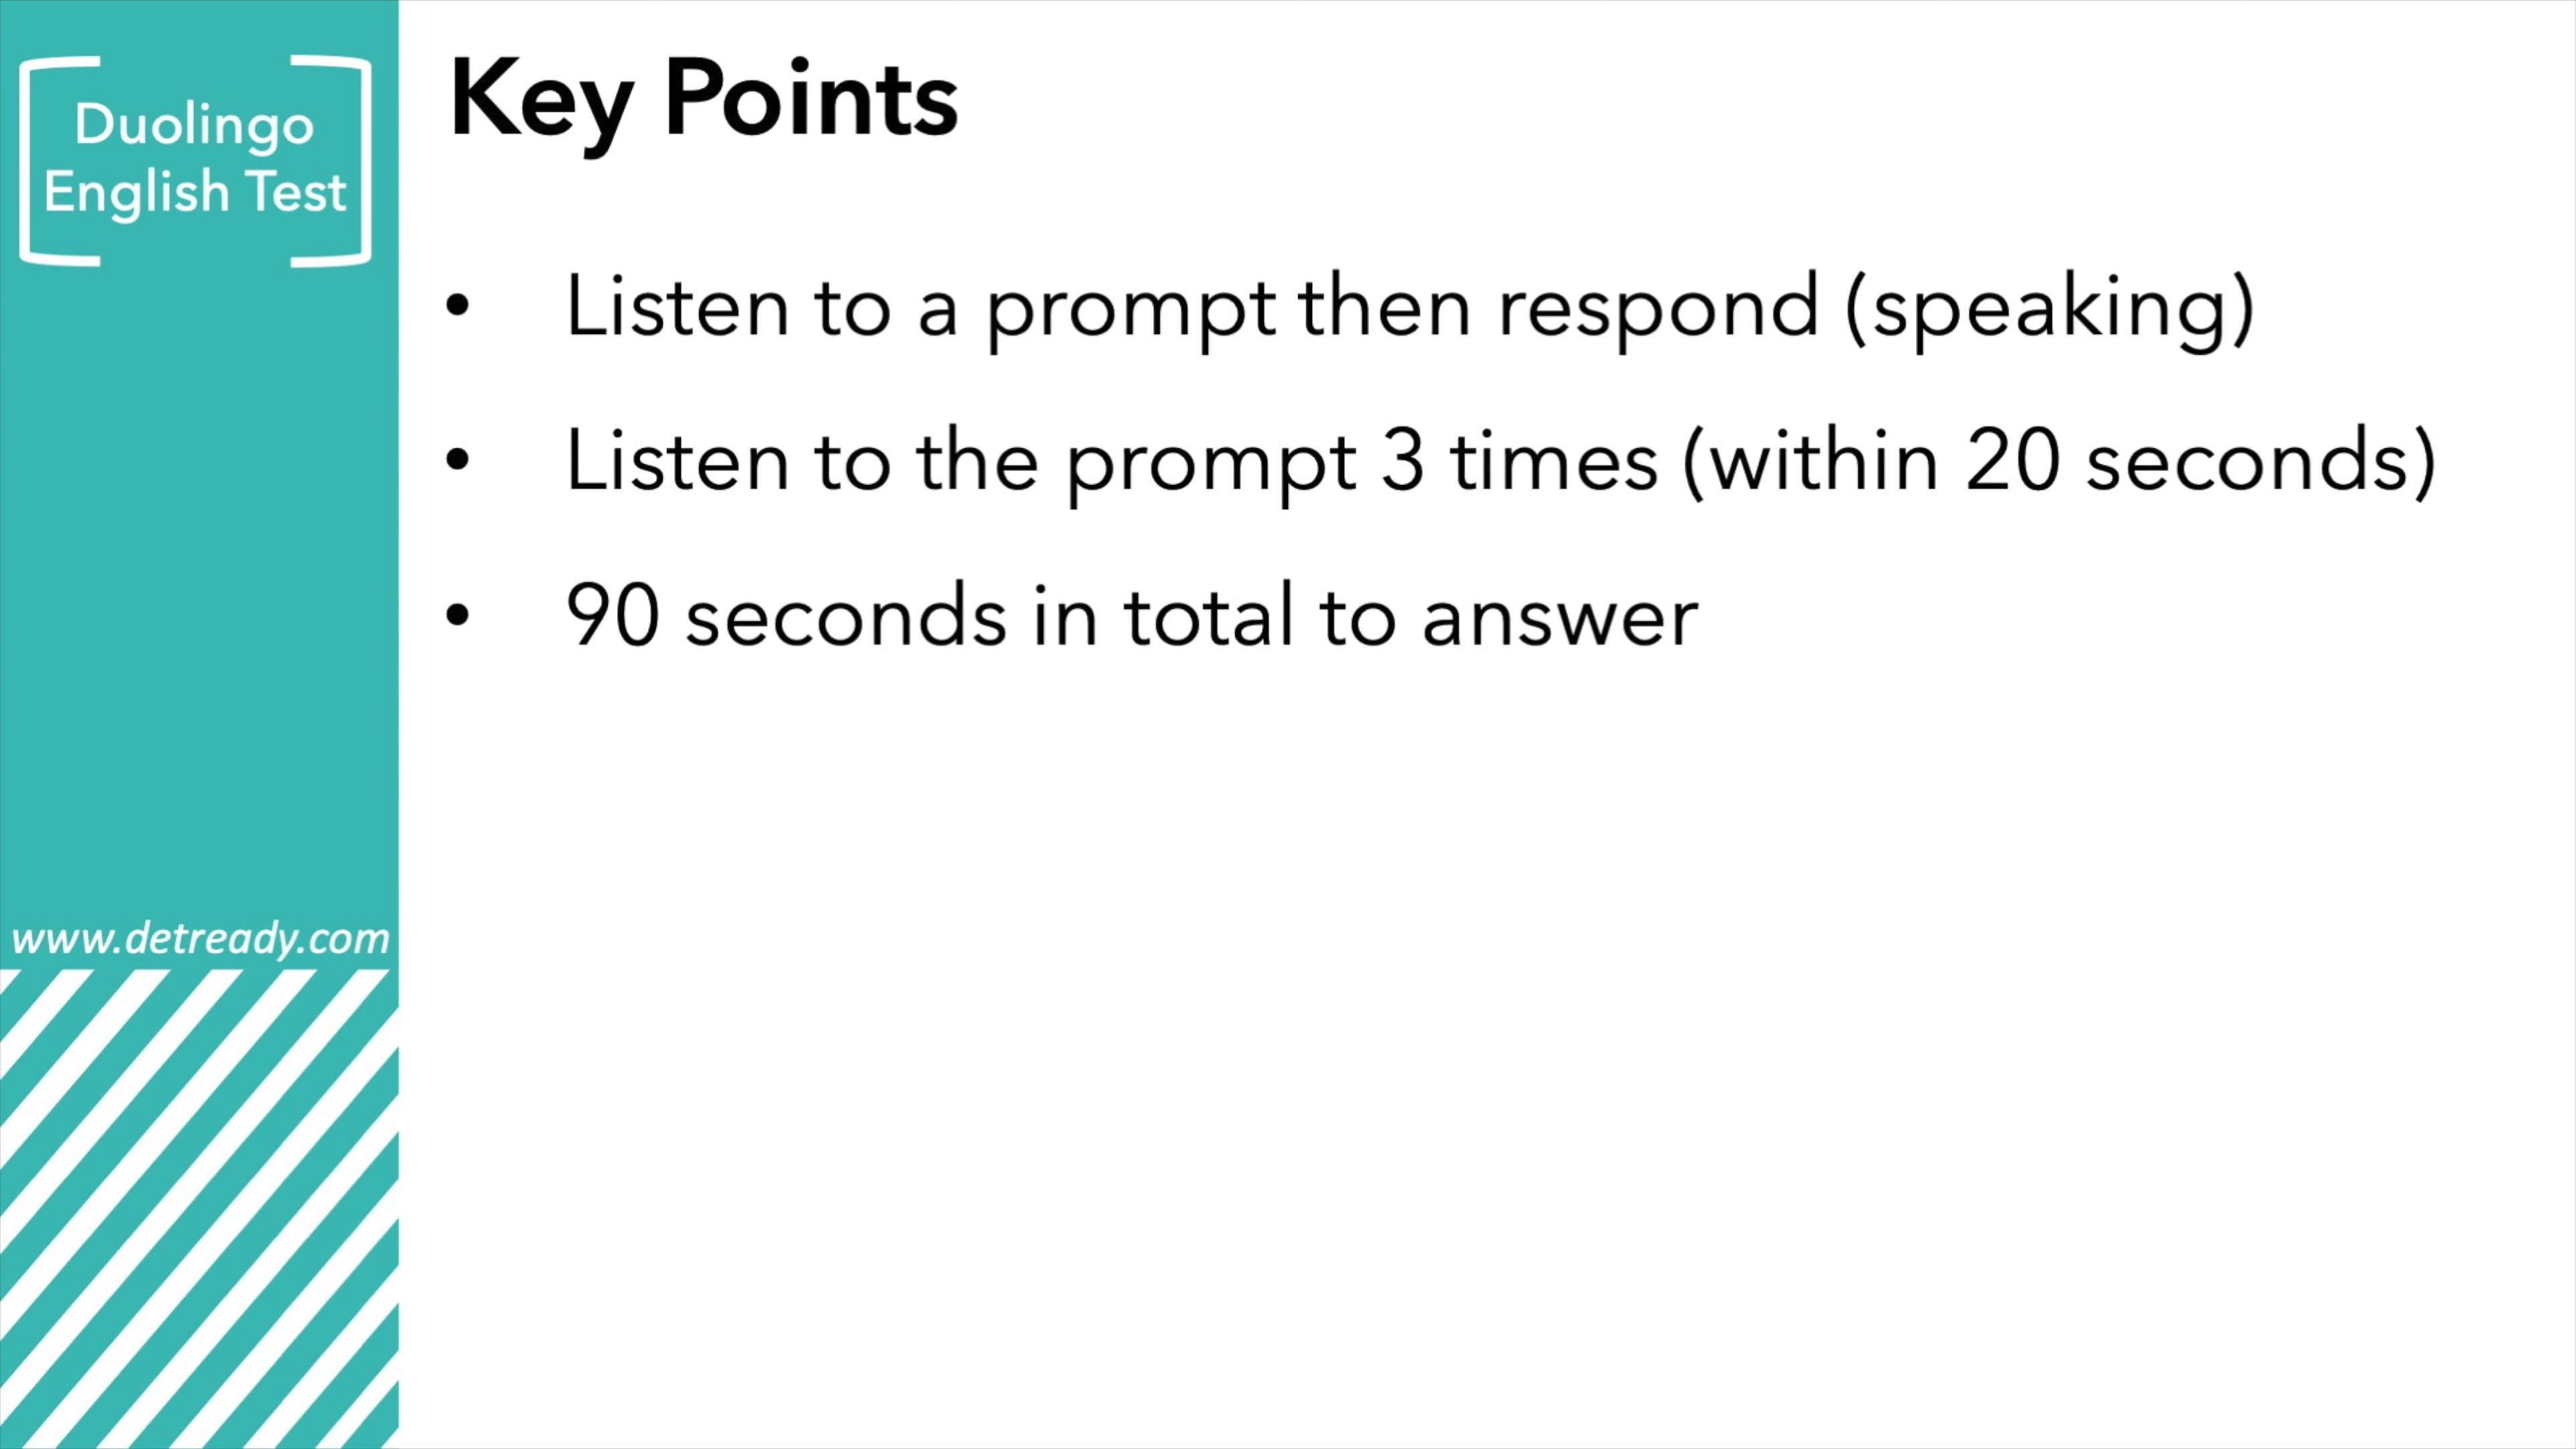 Duolingo
English Test
www.detready.com
Key Points
• Listen to a prompt then respond (speaking)
• Listen to the prompt 3 times (within 20 seconds)
• 90 seconds in total to answer